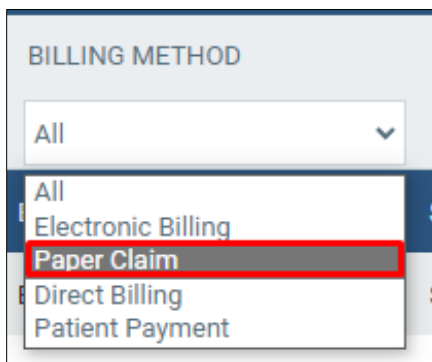 BILLING METHOD
All
All
Electronic Billing
Paper Claim
Direct Billing
Patient Payment